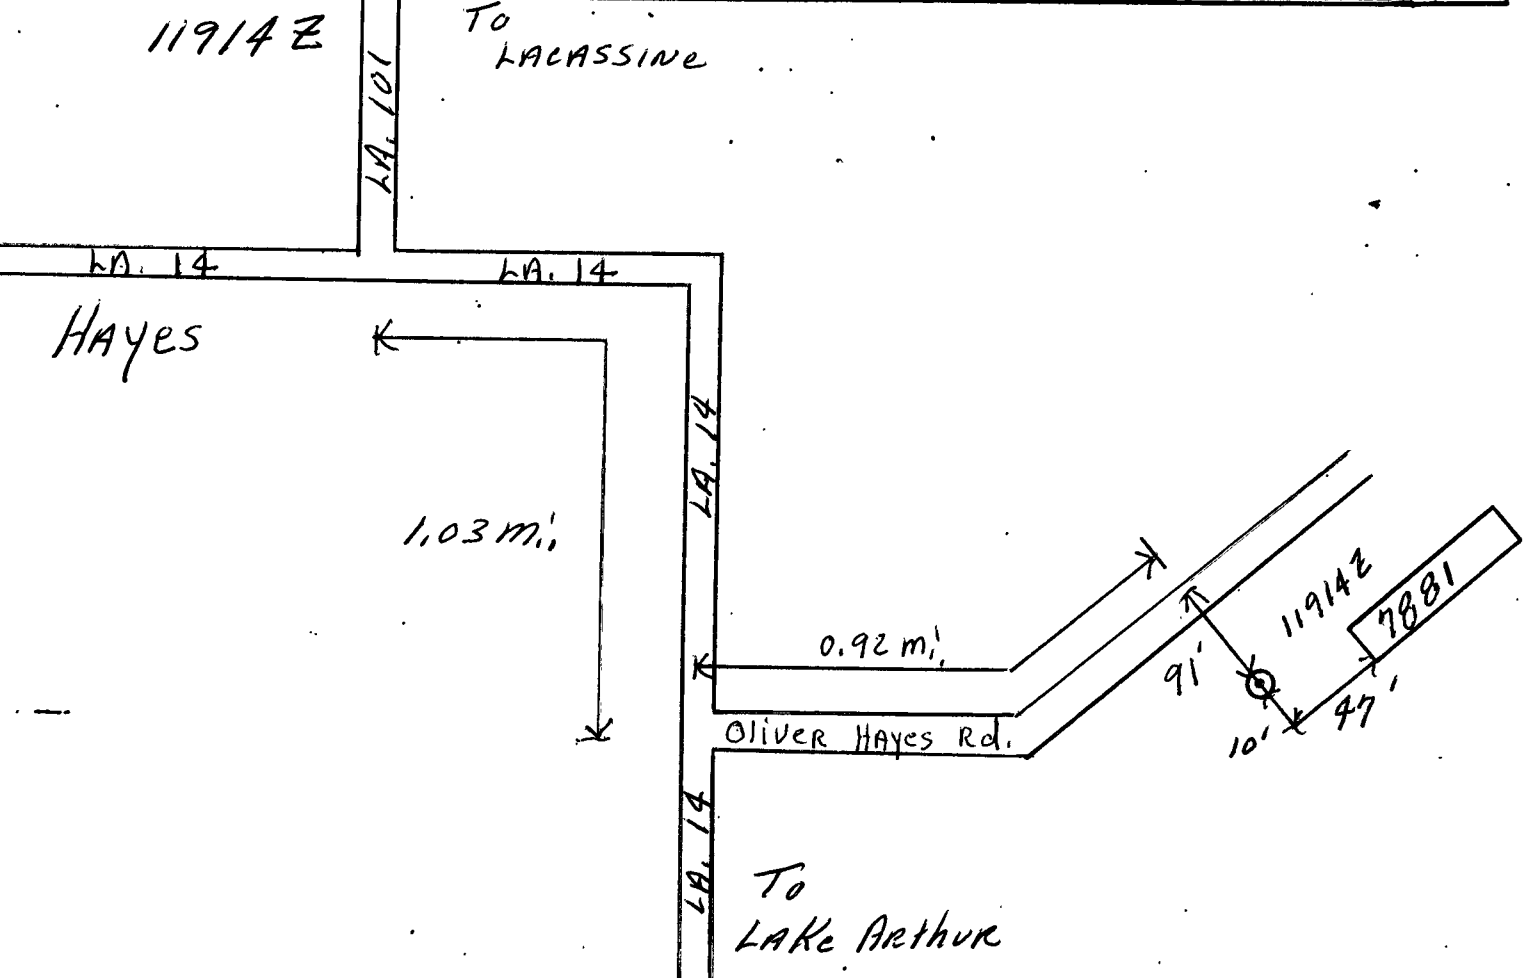 11914Z
To
LACASSINe
LA. 101
LA. 14
LA. 14
HAYes
LA. 14
1.03 mi.
0.92 mi.
11914Z
7881
91'
47'
10'
OliveR HAYes Rd.
LA. 14
To
LAKe ARthuR